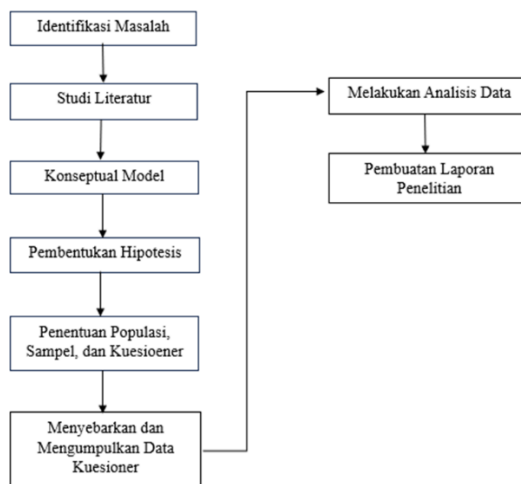 Identifikasi Masalah
Studi Literatur
Konseptual Model
Pembentukan Hipotesis
Penentuan Populasi,
Sampel, dan Kuesioener
Menyebarkan dan
Mengumpulkan Data
Kuesioner
Melakukan Analisis Data
Pembuatan Laporan
Penelitian